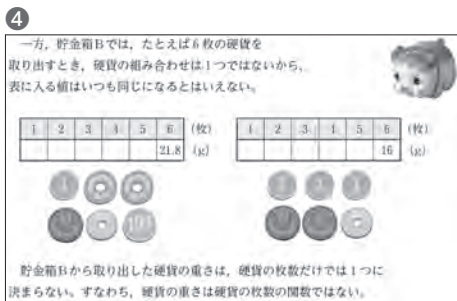 4
一方，貯金箱Bでは，たとえば6枚の硬貨を
取り出すとき，硬貨の組み合わせは1つではないから，
表に入る値はいつも同じになるとはいえない。
1 2 3 4 5 6 (枚)
21.8 (g)
1 2 3 4 5 6 (枚)
16 (g)
貯金箱Bから取り出した硬貨の重さは，硬貨の枚数だけでは1つに
決まらない。すなわち，硬貨の重さは硬貨の枚数の関数ではない。